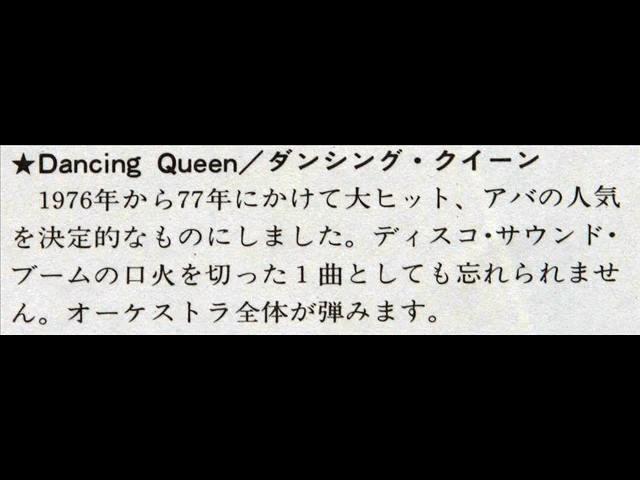 ★Dancing Queen／ダンシング・クイーン
1976年から77年にかけて大ヒット、アバの人気
を決定的なものにしました。ディスコ・サウンド・
ブームの口火を切った1曲としても忘れられませ
ん。オーケストラ全体が弾みます。